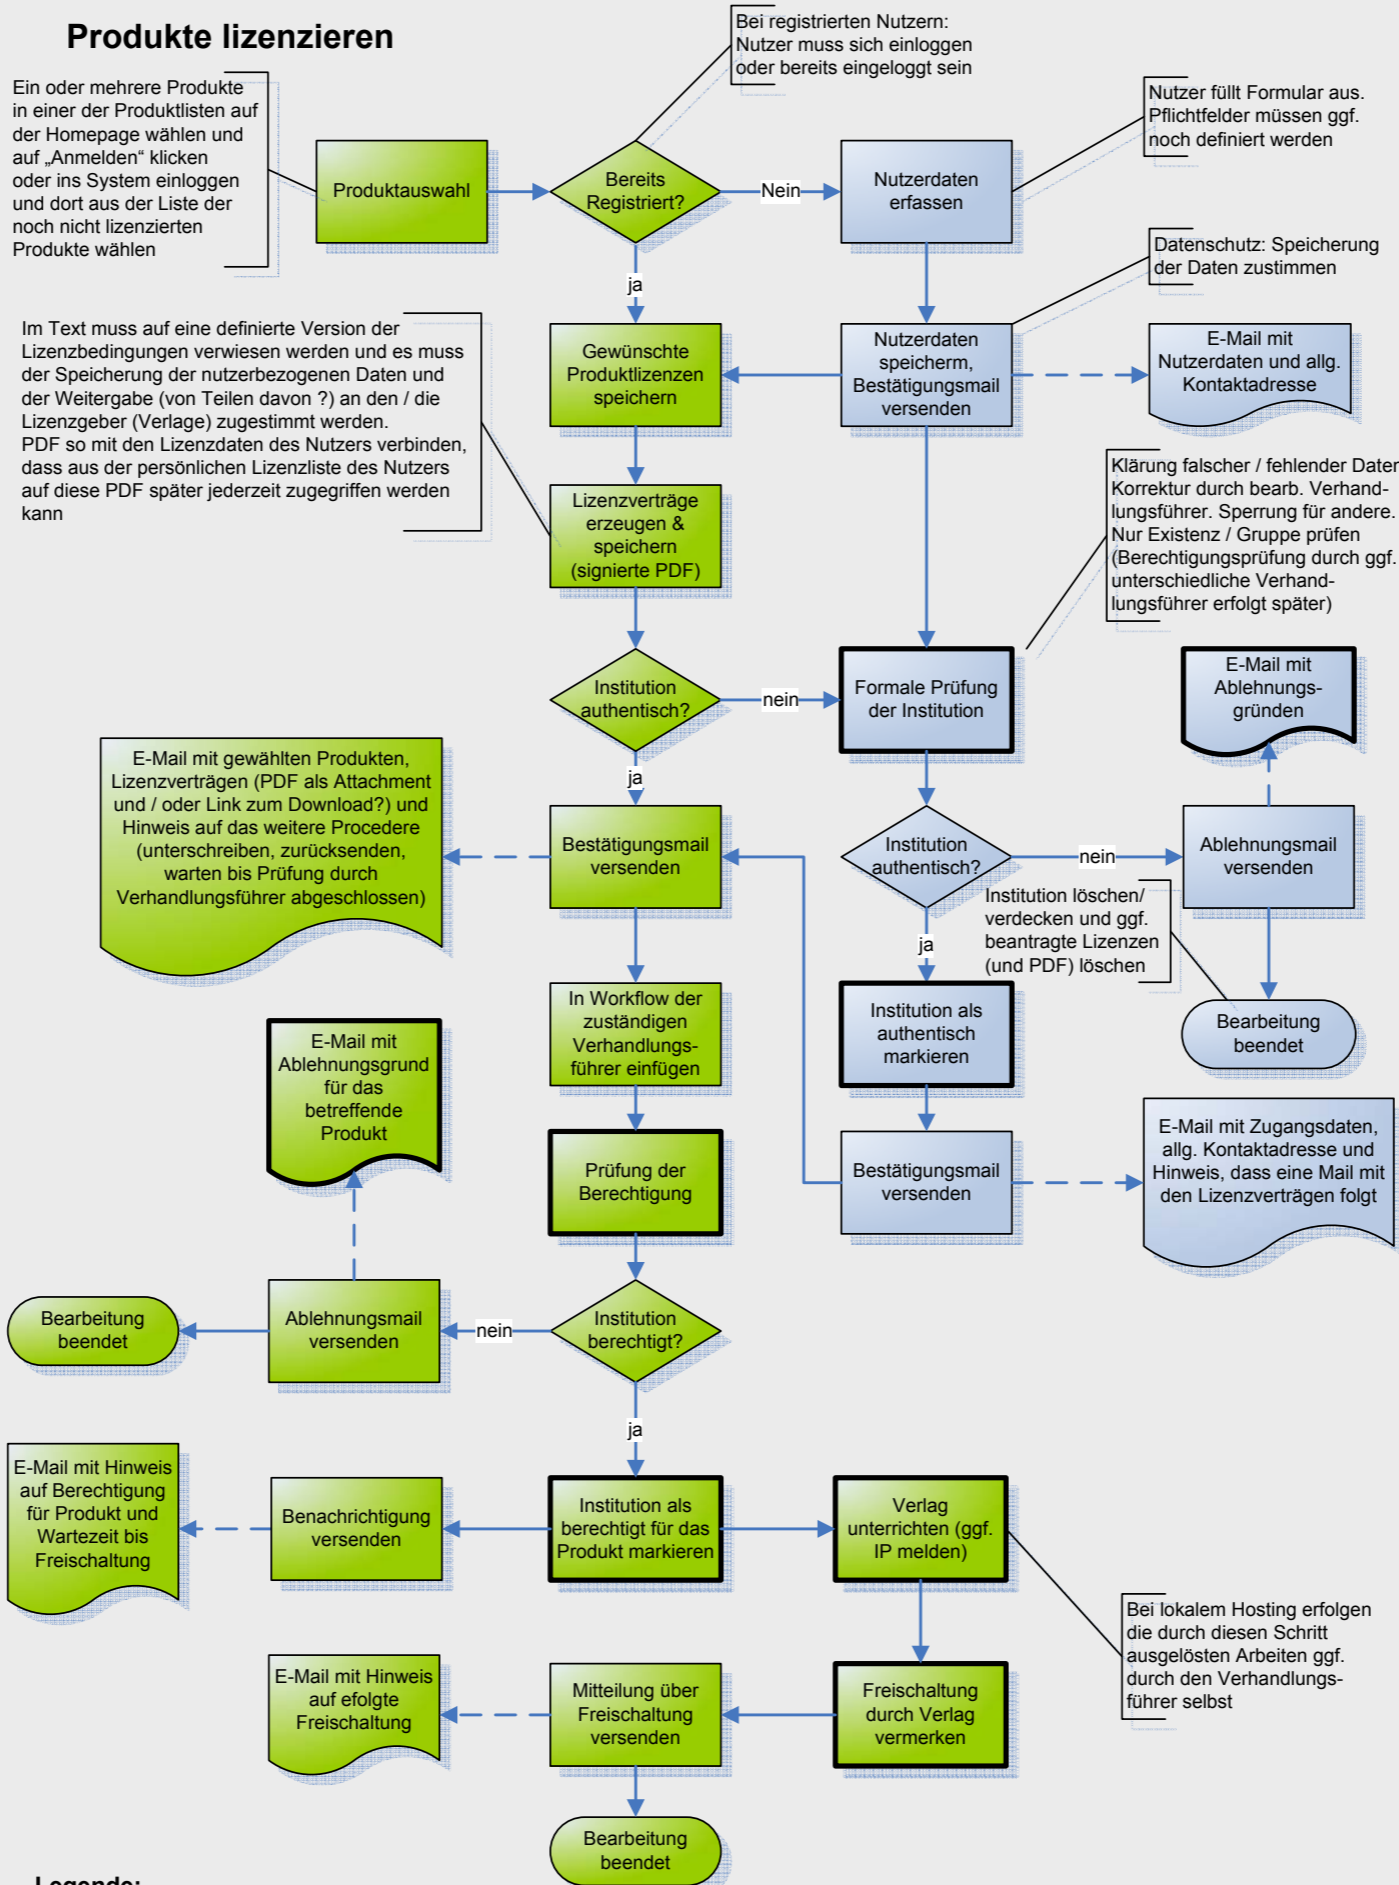 Produkte lizenzieren
Bei registrierten Nutzern:
Nutzer muss sich einloggen
oder bereits eingeloggt sein
Ein oder mehrere Produkte
in einer der Produktlisten auf
der Homepage wählen und
auf „Anmelden“ klicken
oder ins System einloggen
und dort aus der Liste der
noch nicht lizenzierten
Produkte wählen
Nutzer füllt Formular aus.
Pflichtfelder müssen ggf.
noch definiert werden
Produktauswahl
Bereits
Registriert?
Nein
Nutzerdaten
erfassen
ja
Datenschutz: Speicherung
der Daten zustimmen
Im Text muss auf eine definierte Version der
Lizenzbedingungen verwiesen werden und es muss
der Speicherung der nutzerbezogenen Daten und
der Weitergabe (von Teilen davon ?) an den / die
Lizenzgeber (Verlage) zugestimmt werden.
PDF so mit den Lizenzdaten des Nutzers verbinden,
dass aus der persönlichen Lizenzliste des Nutzers
auf diese PDF später jederzeit zugegriffen werden
kann
Gewünschte
Produktlizenzen
speichern
Nutzerdaten
speicherm,
Bestätigungsmail
versenden
E-Mail mit
Nutzerdaten und allg.
Kontaktadresse
Lizenzverträge
erzeugen &
speichern
(signierte PDF)
Klärung falscher / fehlender Daten
Korrektur durch bearb. Verhand-
lungsführer. Sperrung für andere.
Nur Existenz / Gruppe prüfen
(Berechtigungsprüfung durch ggf.
unterschiedliche Verhand-
lungsführer erfolgt später)
Institution
authentisch?
nein
Formale Prüfung
der Institution
E-Mail mit
Ablehnungs-
gründen
ja
E-Mail mit gewählten Produkten,
Lizenzverträgen (PDF als Attachment
und / oder Link zum Download?) und
Hinweis auf das weitere Procedere
(unterschreiben, zurücksenden,
warten bis Prüfung durch
Verhandlungsführer abgeschlossen)
Bestätigungsmail
versenden
Institution
authentisch?
nein
Ablehnungsmail
versenden
ja
Institution löschen/
verdecken und ggf.
beantragte Lizenzen
(und PDF) löschen
In Workflow der
zuständigen
Verhandlungs-
führer einfügen
Institution als
authentisch
markieren
Bearbeitung
beendet
E-Mail mit
Ablehnungsgrund
für das
betreffende
Produkt
Prüfung der
Berechtigung
Bestätigungsmail
versenden
E-Mail mit Zugangsdaten,
allg. Kontaktadresse und
Hinweis, dass eine Mail mit
den Lizenzverträgen folgt
Bearbeitung
beendet
Ablehnungsmail
versenden
nein
Institution
berechtigt?
ja
E-Mail mit Hinweis
auf Berechtigung
für Produkt und
Wartezeit bis
Freischaltung
Benachrichtigung
versenden
Institution als
berechtigt für das
Produkt markieren
Verlag
unterrichten (ggf.
IP melden)
Bei lokalem Hosting erfolgen
die durch diesen Schritt
ausgelösten Arbeiten ggf.
durch den Verhandlungs-
führer selbst
E-Mail mit Hinweis
auf efolgte
Freischaltung
Mitteilung über
Freischaltung
versenden
Freischaltung
durch Verlag
vermerken
Bearbeitung
beendet
Legende: